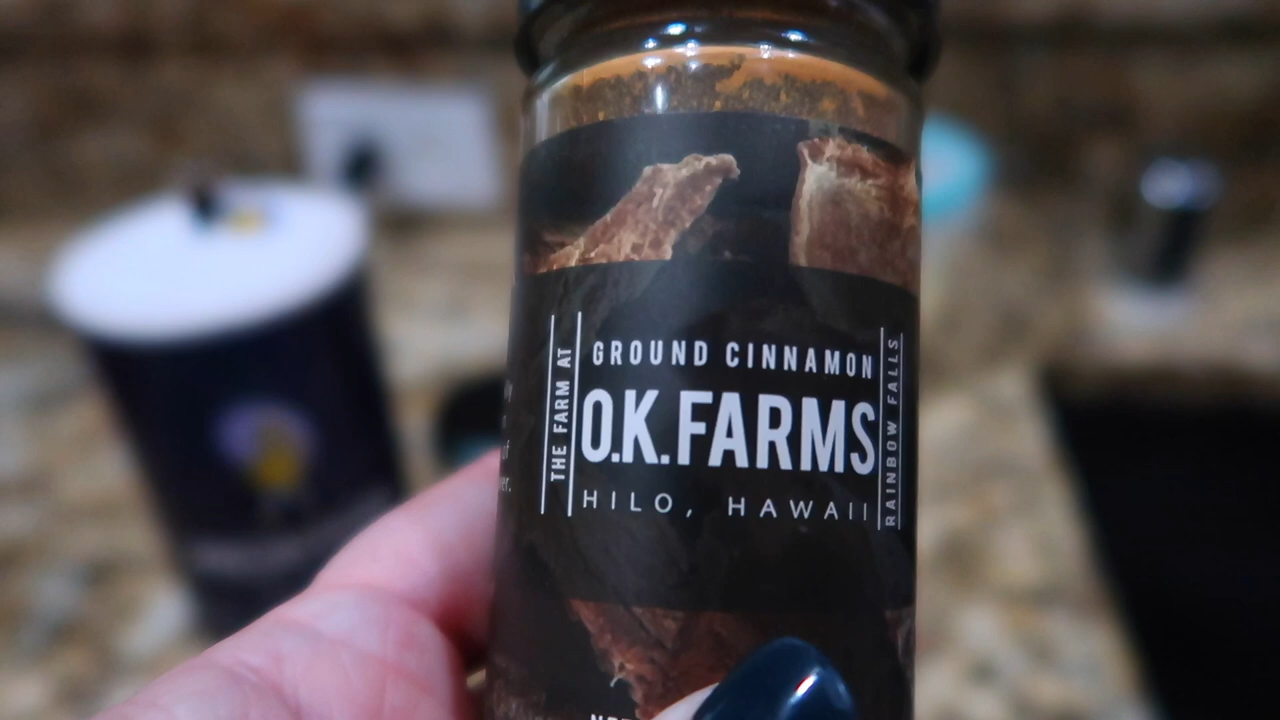 THE FARM AT
GROUND CINNAMON
O.K. FARMS
HILO, HAWAII
RAINBOW FALLS